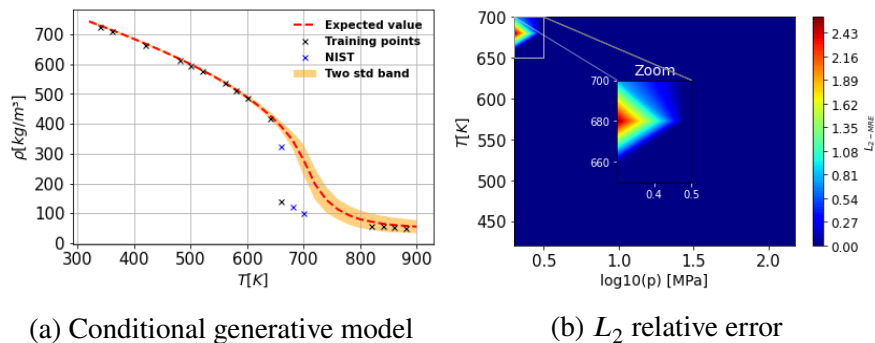 Expected value
Training points
NIST
Two std band
ρ[kg/m³]
700
600
500
400
300
200
100
0
300 400 500 600 700 800 900
T[K]
(a) Conditional generative model
T[K]
700
650
600
550
500
450
Zoom
700
680
660
0.4 0.5
0.5 1.0 1.5 2.0
log10(p) [MPa]
2.43
2.16
1.89
1.62
1.35
1.08
0.81
0.54
0.27
0.00
L₂₋MRE
(b) L₂ relative error